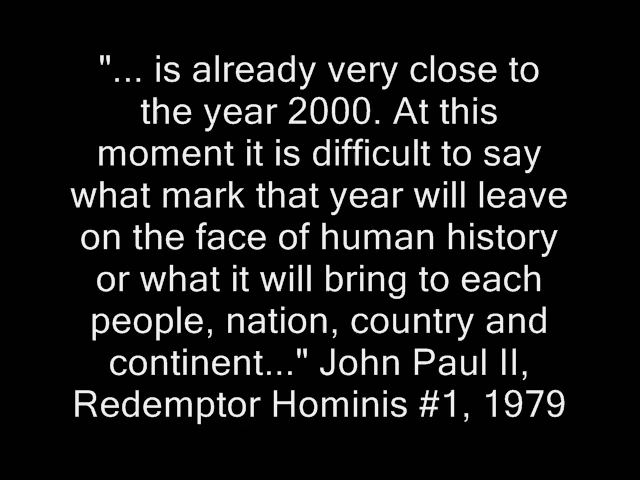 "... is already very close to
the year 2000. At this
moment it is difficult to say
what mark that year will leave
on the face of human history
or what it will bring to each
people, nation, country and
continent..." John Paul II,
Redemptor Hominis #1, 1979